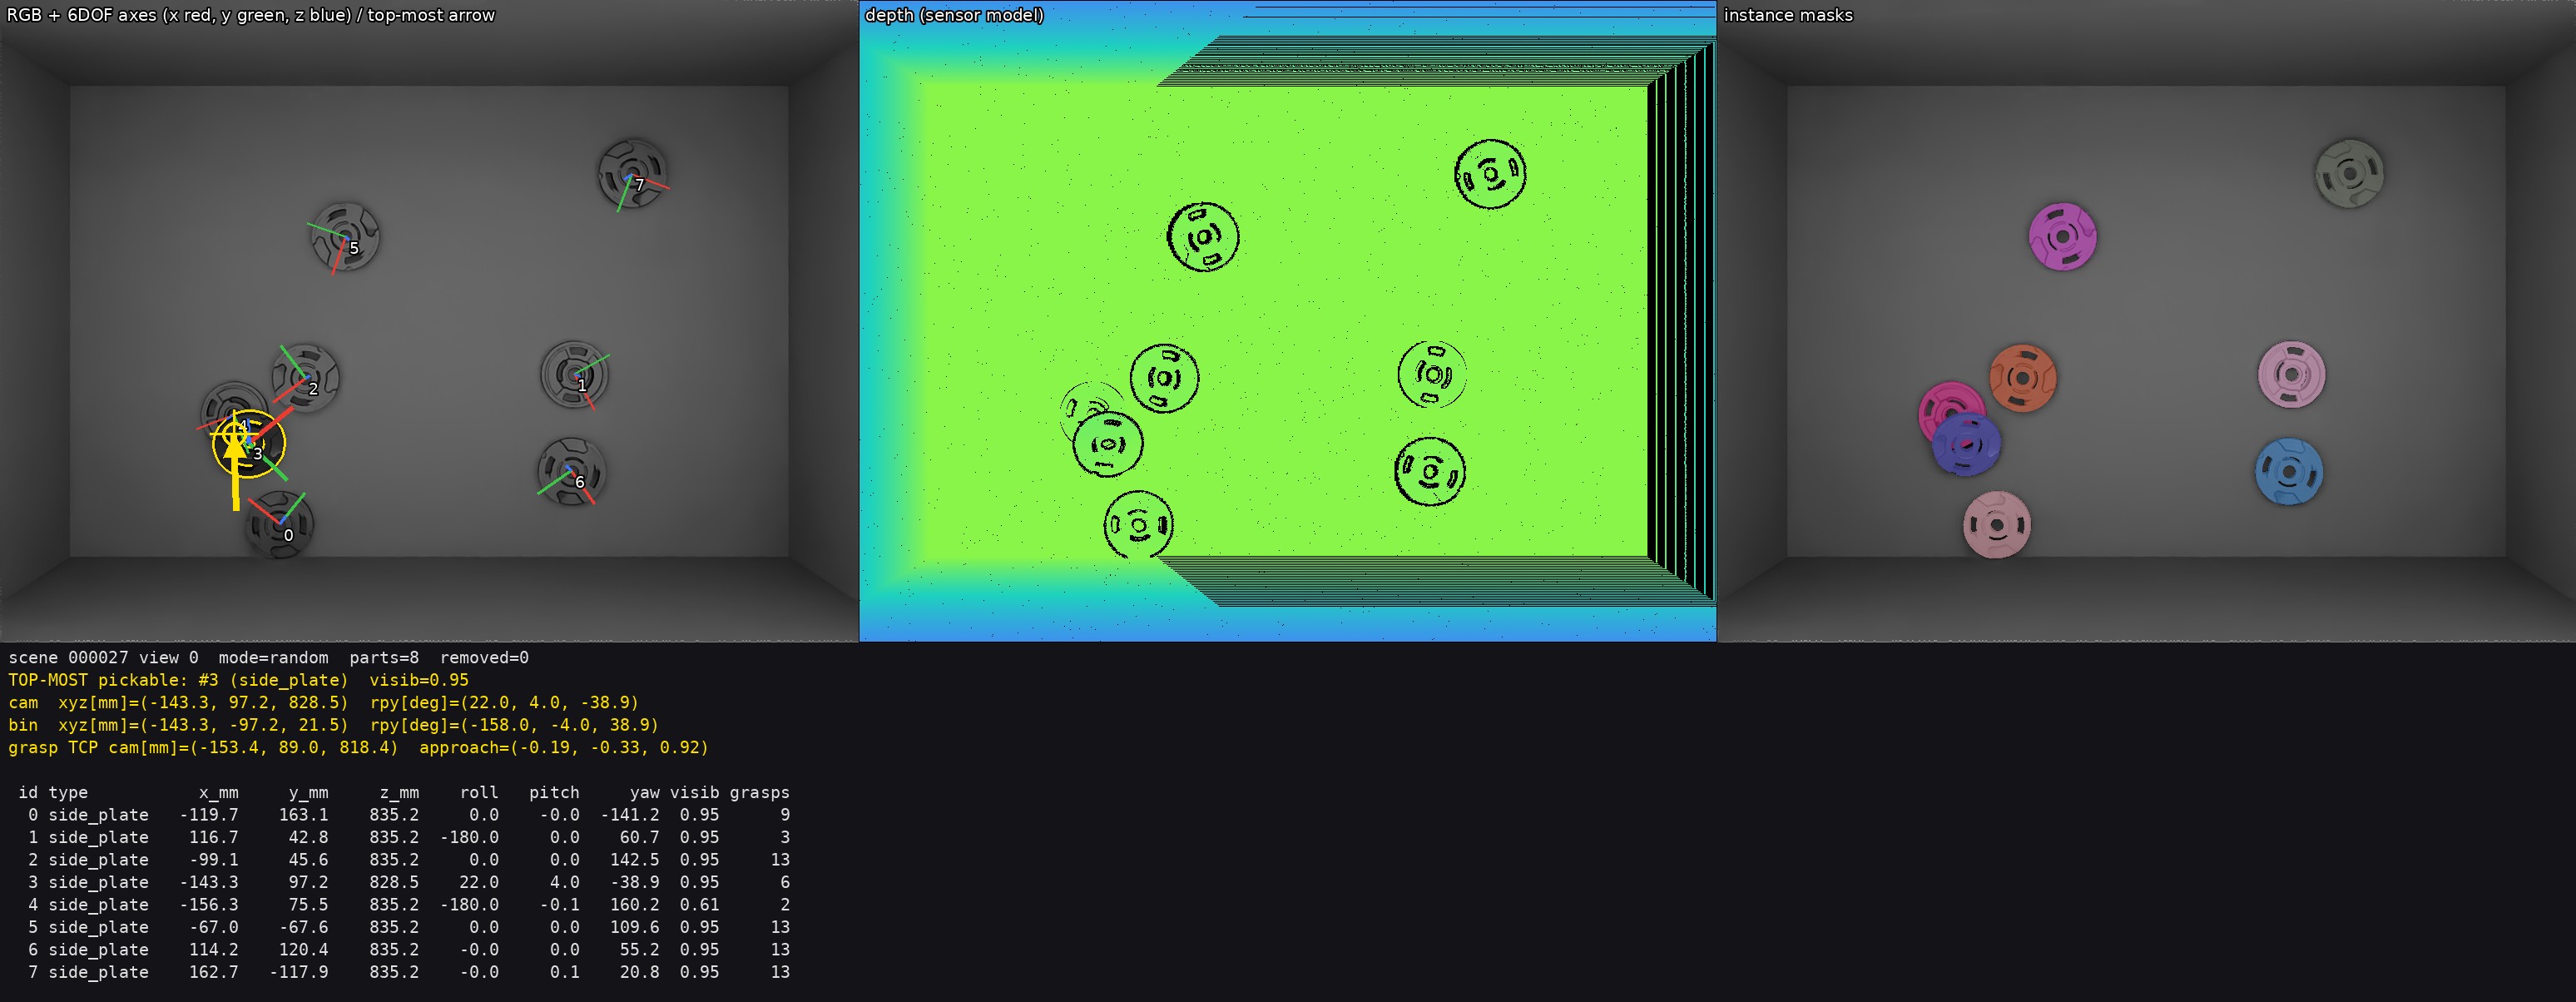 RGB + 6DOF axes (x red, y green, z blue) / top-most arrow
depth (sensor model)
instance masks
7
5
2
1
4
3
6
0
scene 000027 view 0  mode=random  parts=8  removed=0
TOP-MOST pickable: #3 (side_plate)  visib=0.95
cam  xyz[mm]=(-143.3, 97.2, 828.5)  rpy[deg]=(22.0, 4.0, -38.9)
bin  xyz[mm]=(-143.3, -97.2, 21.5)  rpy[deg]=(-158.0, -4.0, 38.9)
grasp TCP cam[mm]=(-153.4, 89.0, 818.4)  approach=(-0.19, -0.33, 0.92)
id type x_mm y_mm z_mm roll pitch yaw visib grasps
0 side_plate -119.7 163.1 835.2 0.0 -0.0 -141.2 0.95 9
1 side_plate 116.7 42.8 835.2 -180.0 0.0 60.7 0.95 3
2 side_plate -99.1 45.6 835.2 0.0 0.0 142.5 0.95 13
3 side_plate -143.3 97.2 828.5 22.0 4.0 -38.9 0.95 6
4 side_plate -156.3 75.5 835.2 -180.0 -0.1 160.2 0.61 2
5 side_plate -67.0 -67.6 835.2 0.0 0.0 109.6 0.95 13
6 side_plate 114.2 120.4 835.2 -0.0 0.0 55.2 0.95 13
7 side_plate 162.7 -117.9 835.2 -0.0 0.1 20.8 0.95 13